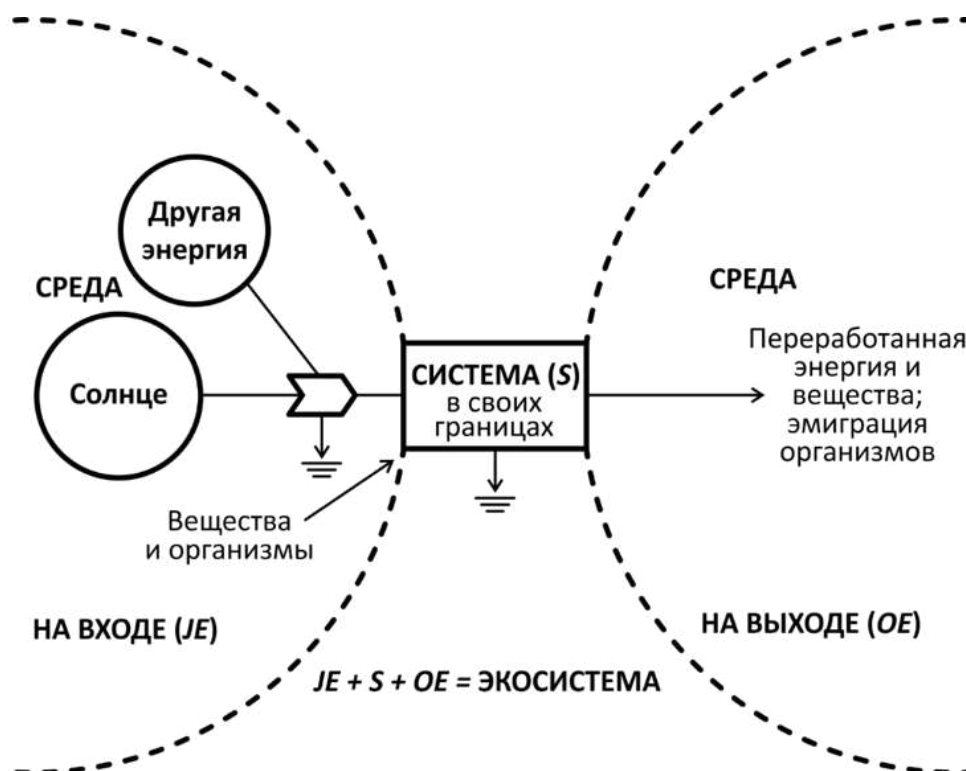 Другая
энергия
СРЕДА
Солнце
Вещества
и организмы
НА ВХОДЕ (JE)
СИСТЕМА (S)
в своих
границах
СРЕДА
Переработанная
энергия и
вещества;
эмиграция
организмов
НА ВЫХОДЕ (OE)
JE + S + OE = ЭКОСИСТЕМА